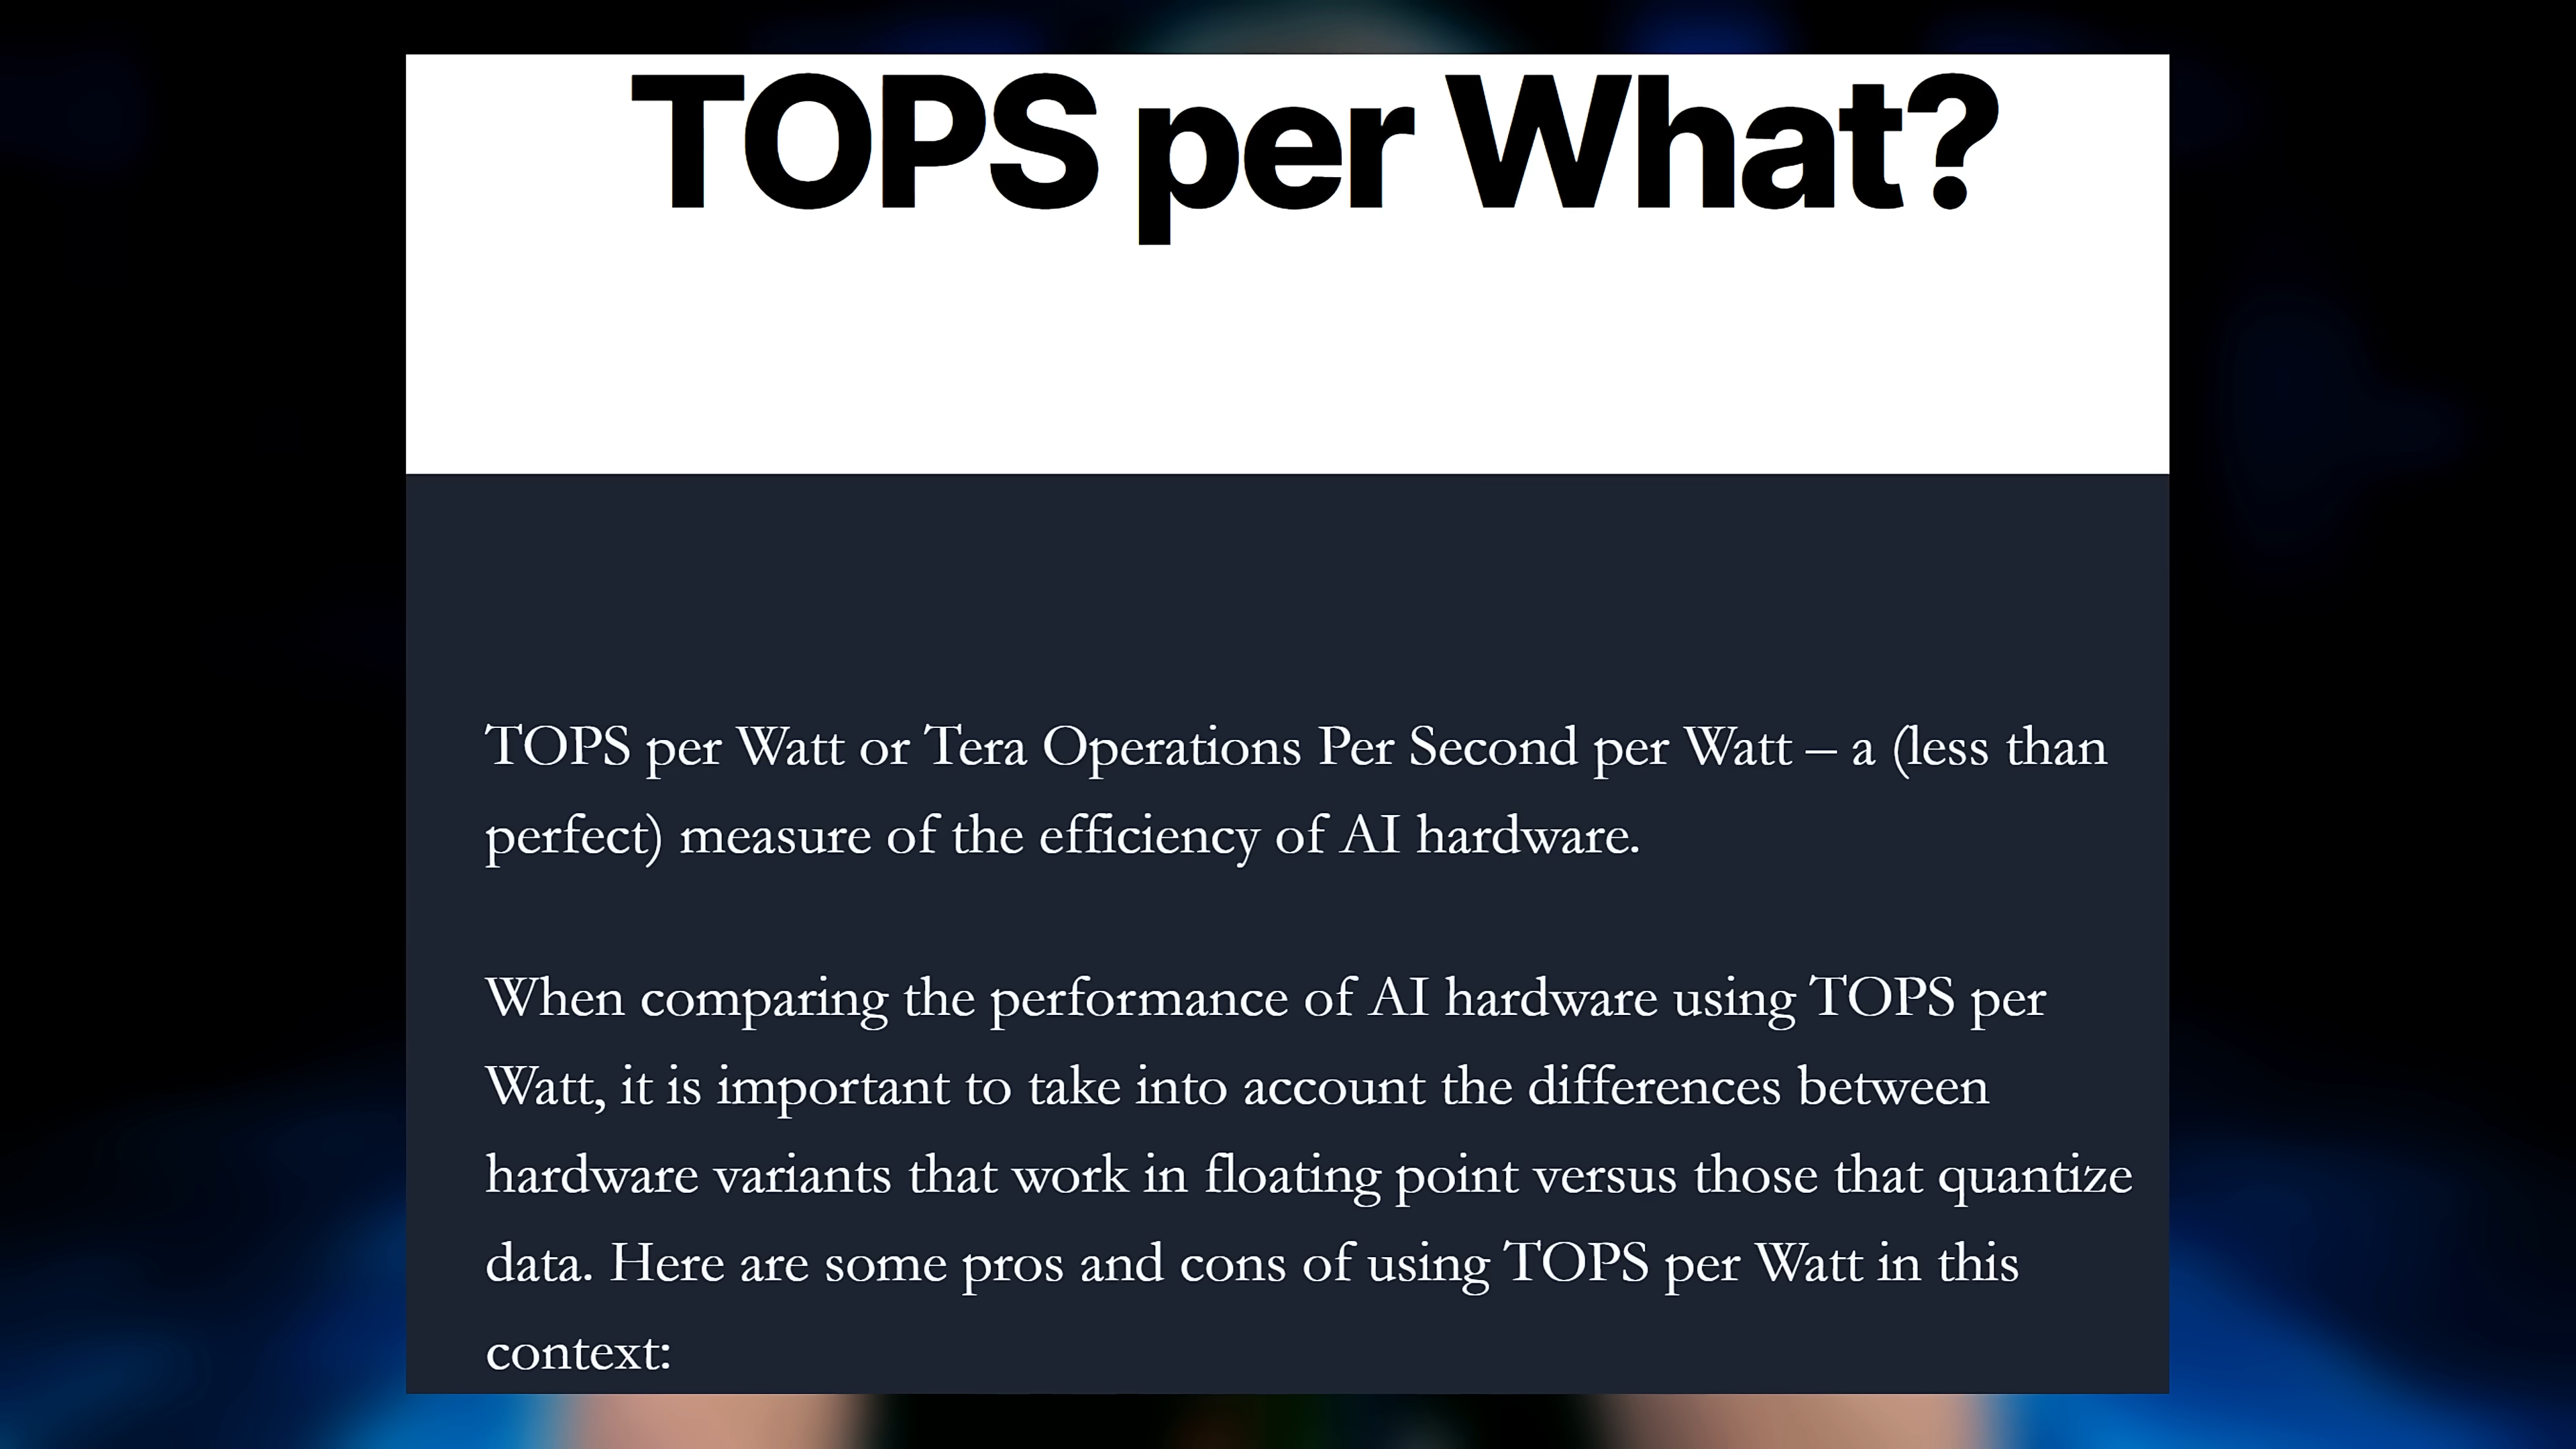 TOPS per What?
TOPS per Watt or Tera Operations Per Second per Watt – a (less than
perfect) measure of the efficiency of AI hardware.
When comparing the performance of AI hardware using TOPS per
Watt, it is important to take into account the differences between
hardware variants that work in floating point versus those that quantize
data. Here are some pros and cons of using TOPS per Watt in this
context: